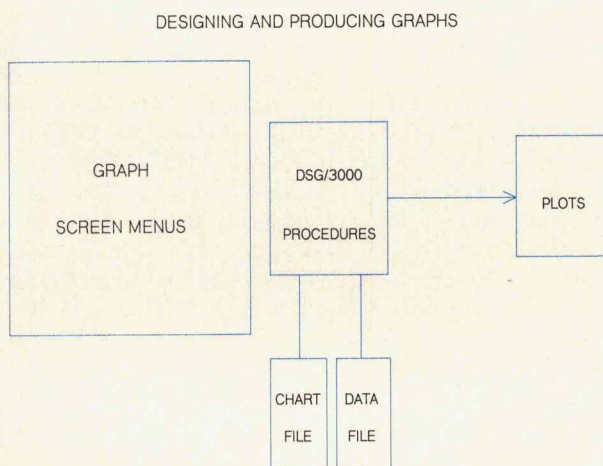 DESIGNING AND PRODUCING GRAPHS
GRAPH
SCREEN MENUS
DSG/3000
PROCEDURES
PLOTS
CHART
FILE
DATA
FILE